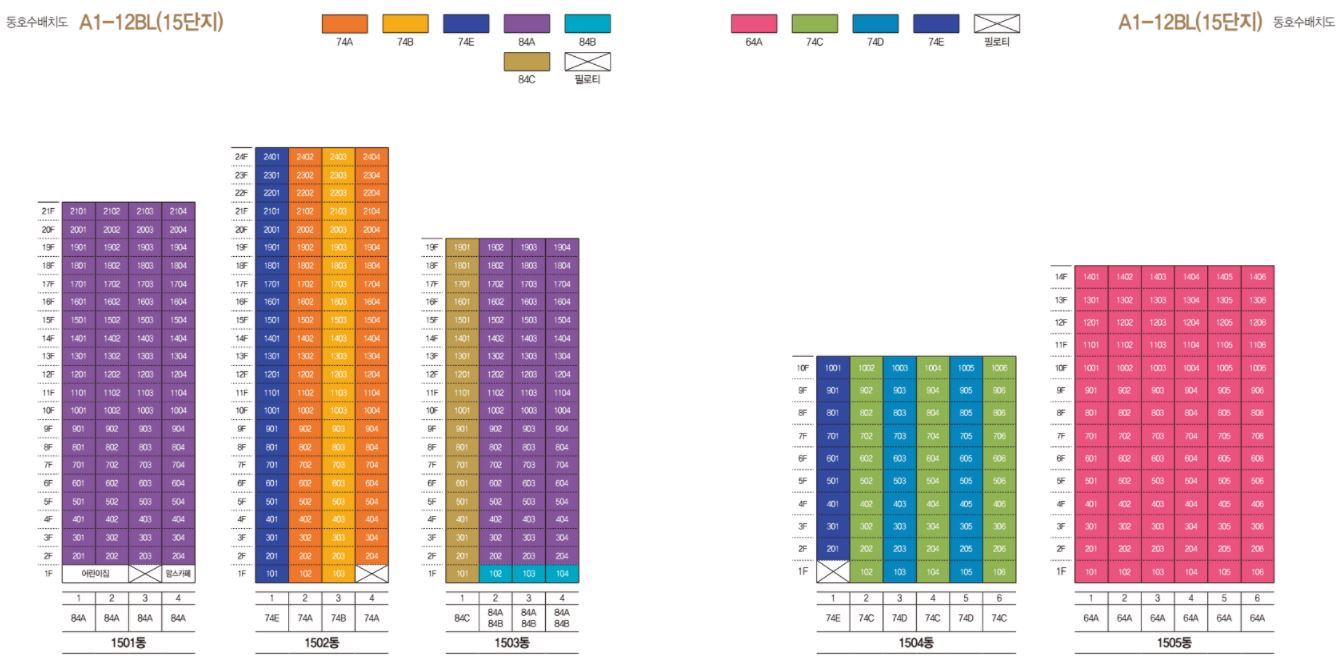 동호수배치도 A1-12BL(15단지)
74A 74B 74E 84A 84B
84C 필로티
64A 74C 74D 74E 필로티
A1-12BL(15단지) 동호수배치도
21F 2101 2102 2103 2104
20F 2001 2002 2003 2004
19F 1901 1902 1903 1904
18F 1801 1802 1803 1804
17F 1701 1702 1703 1704
16F 1601 1602 1603 1604
15F 1501 1502 1503 1504
14F 1401 1402 1403 1404
13F 1301 1302 1303 1304
12F 1201 1202 1203 1204
11F 1101 1102 1103 1104
10F 1001 1002 1003 1004
9F 901 902 903 904
8F 801 802 803 804
7F 701 702 703 704
6F 601 602 603 604
5F 501 502 503 504
4F 401 402 403 404
3F 301 302 303 304
2F 201 202 203 204
1F 어린이집 맘스카페
1 2 3 4
84A 84A 84A 84A
1501동
24F 2401 2402 2403 2404
23F 2301 2302 2303 2304
22F 2201 2202 2203 2204
21F 2101 2102 2103 2104
20F 2001 2002 2003 2004
19F 1901 1902 1903 1904
18F 1801 1802 1803 1804
17F 1701 1702 1703 1704
16F 1601 1602 1603 1604
15F 1501 1502 1503 1504
14F 1401 1402 1403 1404
13F 1301 1302 1303 1304
12F 1201 1202 1203 1204
11F 1101 1102 1103 1104
10F 1001 1002 1003 1004
9F 901 902 903 904
8F 801 802 803 804
7F 701 702 703 704
6F 601 602 603 604
5F 501 502 503 504
4F 401 402 403 404
3F 301 302 303 304
2F 201 202 203 204
1F 101 102 103
1 2 3 4
74E 74A 74B 74A
1502동
19F 1901 1902 1903 1904
18F 1801 1802 1803 1804
17F 1701 1702 1703 1704
16F 1601 1602 1603 1604
15F 1501 1502 1503 1504
14F 1401 1402 1403 1404
13F 1301 1302 1303 1304
12F 1201 1202 1203 1204
11F 1101 1102 1103 1104
10F 1001 1002 1003 1004
9F 901 902 903 904
8F 801 802 803 804
7F 701 702 703 704
6F 601 602 603 604
5F 501 502 503 504
4F 401 402 403 404
3F 301 302 303 304
2F 201 202 203 204
1F 101 102 103 104
1 2 3 4
84C 84A 84A 84A
84B 84B 84B
1503동
10F 1001 1002 1003 1004 1005 1006
9F 901 902 903 904 905 906
8F 801 802 803 804 805 806
7F 701 702 703 704 705 706
6F 601 602 603 604 605 606
5F 501 502 503 504 505 506
4F 401 402 403 404 405 406
3F 301 302 303 304 305 306
2F 201 202 203 204 205 206
1F 102 103 104 105 106
1 2 3 4 5 6
74E 74C 74D 74C 74D 74C
1504동
14F 1401 1402 1403 1404 1405 1406
13F 1301 1302 1303 1304 1305 1306
12F 1201 1202 1203 1204 1205 1206
11F 1101 1102 1103 1104 1105 1106
10F 1001 1002 1003 1004 1005 1006
9F 901 902 903 904 905 906
8F 801 802 803 804 805 806
7F 701 702 703 704 705 706
6F 601 602 603 604 605 606
5F 501 502 503 504 505 506
4F 401 402 403 404 405 406
3F 301 302 303 304 305 306
2F 201 202 203 204 205 206
1F 101 102 103 104 105 106
1 2 3 4 5 6
64A 64A 64A 64A 64A 64A
1505동